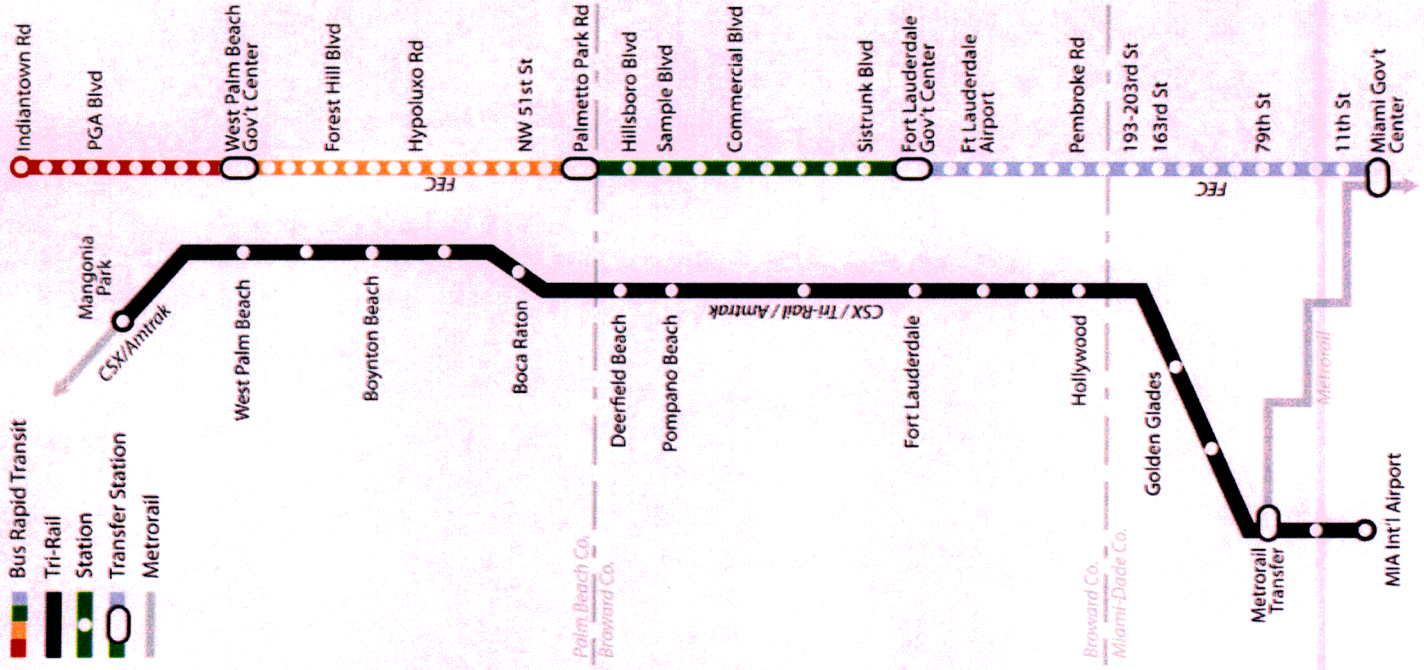 Bus Rapid Transit
Tri-Rail
Station
Transfer Station
Metrorail
Indiantown Rd
PGA Blvd
West Palm Beach
Gov't Center
Forest Hill Blvd
Hypoluxo Rd
NW 51st St
Palmetto Park Rd
Hillsboro Blvd
Sample Blvd
Commercial Blvd
Sistrunk Blvd
Fort Lauderdale
Gov't Center
Ft Lauderdale
Airport
Pembroke Rd
193-203rd St
163rd St
79th St
11th St
Miami Gov't
Center
FEC
FEC
Mangonia
Park
CSX/Amtrak
West Palm Beach
Boynton Beach
Boca Raton
Deerfield Beach
Pompano Beach
CSX / Tri-Rail / Amtrak
Fort Lauderdale
Hollywood
Golden Glades
Metrorail
Transfer
MIA Int'l Airport
Metrorail
Palm Beach Co.
Broward Co.
Broward Co.
Miami-Dade Co.